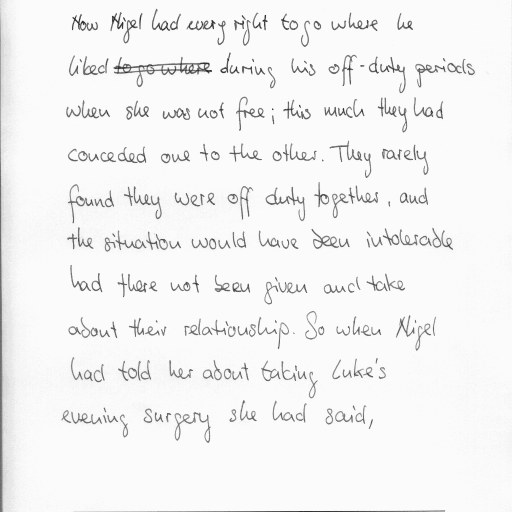 Now Nigel had every right to go where he
liked to go where during his off-duty periods
when she was not free; this much they had
conceded one to the other. They rarely
found they were off duty together, and
the situation would have been intolerable
had there not been given and take
about their relationship. So when Nigel
had told her about taking Luke's
evening surgery she had said,